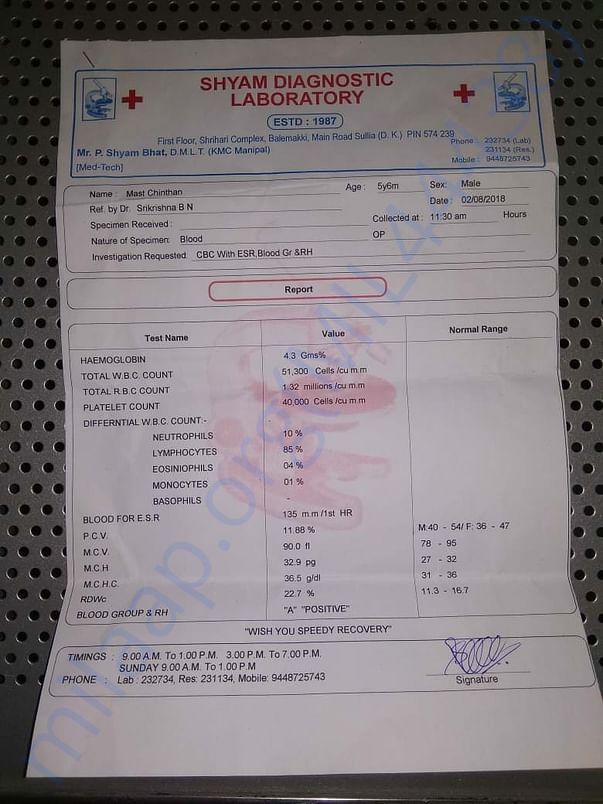 SHYAM DIAGNOSTIC
LABORATORY
ESTD : 1987
First Floor, Shrihari Complex, Balemakki, Main Road Sullia (D. K.) PIN 574 239
Mr. P. Shyam Bhat, D.M.L.T. (KMC Manipal)
[Med-Tech]
Phone : 232734 (Lab)
231134 (Res.)
Mobile : 9448725743
Name : Mast Chinthan Age : 5y6m Sex: Male
Ref. by Dr. Srikrishna B N Date : 02/08/2018
Specimen Received : Collected at : 11:30 am Hours
Nature of Specimen: Blood OP
Investigation Requested CBC With ESR,Blood Gr &RH
Report
Test Name Value Normal Range
HAEMOGLOBIN 4.3 Gms%
TOTAL W.B.C. COUNT 51,300 Cells /cu m.m
TOTAL R.B.C COUNT 1.32 millions /cu m.m
PLATELET COUNT 40,000 Cells /cu m.m
DIFFERNTIAL W.B.C. COUNT:- -
NEUTROPHILS 10 %
LYMPHOCYTES 85 %
EOSINIOPHILS 04 %
MONOCYTES 01 %
BASOPHILS -
BLOOD FOR E.S.R 135 m.m /1st HR
P.C.V. 11.88 % M:40 - 54/ F: 36 - 47
M.C.V. 90.0 fl 78 - 95
M.C.H 32.9 pg 27 - 32
M.C.H.C. 36.5 g/dl 31 - 36
RDWc 22.7 % 11.3 - 16.7
BLOOD GROUP & RH "A" "POSITIVE"
"WISH YOU SPEEDY RECOVERY"
TIMINGS : 9.00 A.M. To 1.00 P.M. 3.00 P.M. To 7.00 P.M.
SUNDAY 9.00 A.M. To 1.00 P.M
PHONE : Lab : 232734, Res: 231134, Mobile: 9448725743
Signature